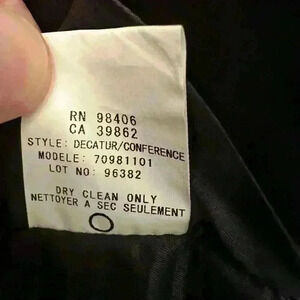 RN 98406
CA 39862
STYLE: DECATUR/CONFERENCE
MODELE: 70981101
LOT NO: 96382
DRY CLEAN ONLY
NETTOYER A SEC SEULEMENT